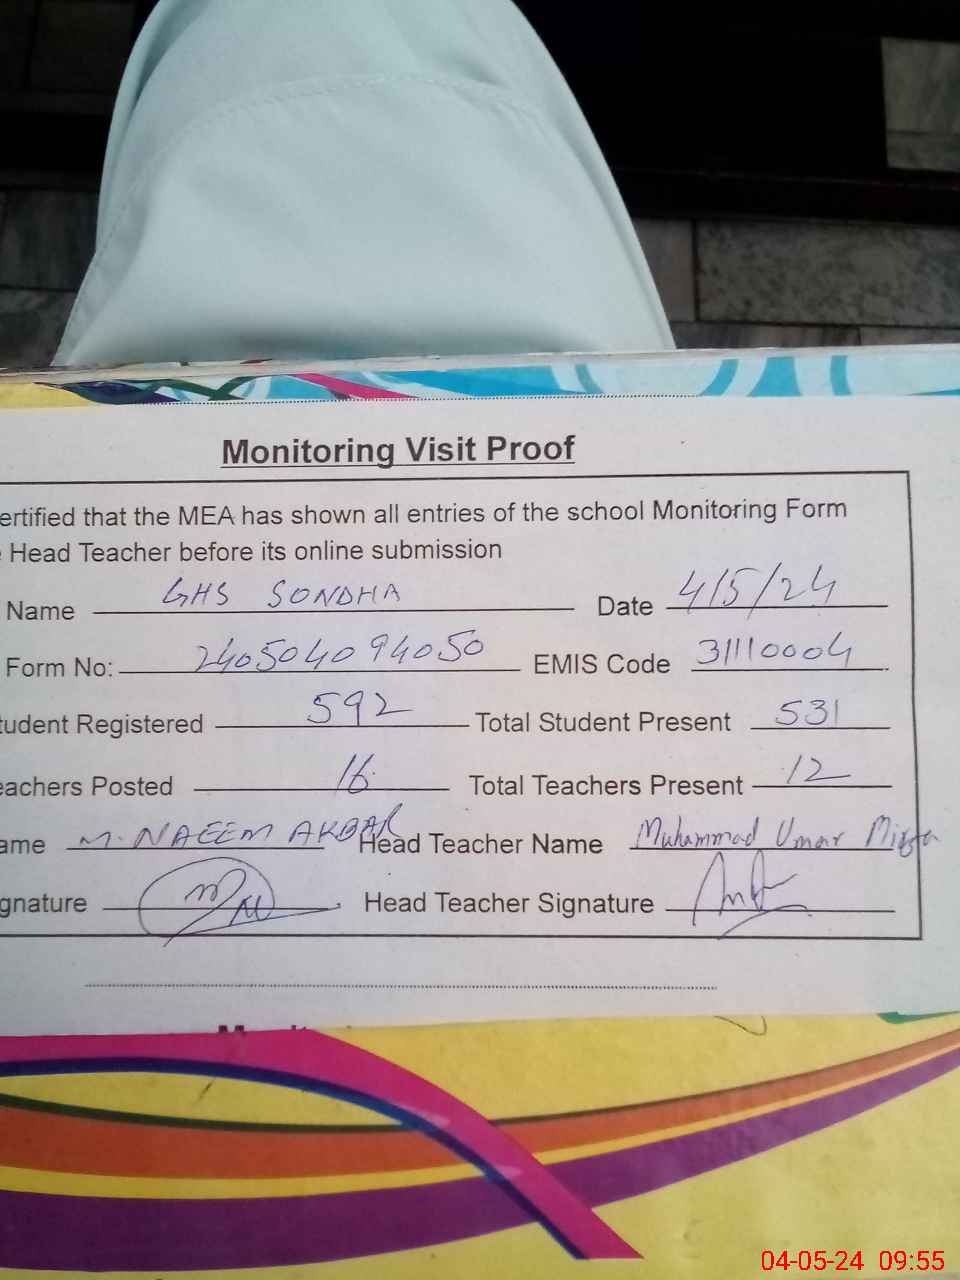 Monitoring Visit Proof
ertified that the MEA has shown all entries of the school Monitoring Form
e Head Teacher before its online submission
Name GHS SONDHA Date 4/5/24
Form No: 240504094050 EMIS Code 31110004
tudent Registered 592 Total Student Present 531
eachers Posted 16 Total Teachers Present 12
ame M. NAEEM AKBAR Head Teacher Name Muhammad Umar Mirza
gnature Head Teacher Signature
04-05-24 09:55